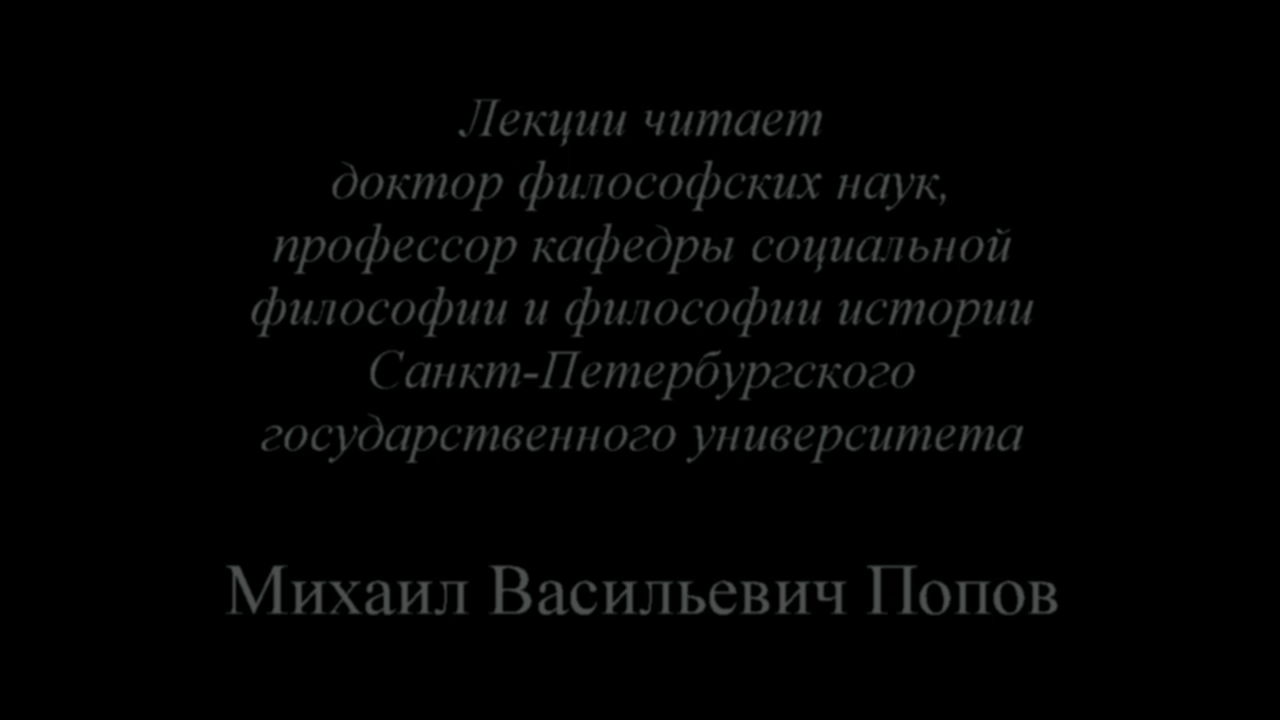 Лекции читает
доктор философских наук,
профессор кафедры социальной
философии и философии истории
Санкт-Петербургского
государственного университета
Михаил Васильевич Попов